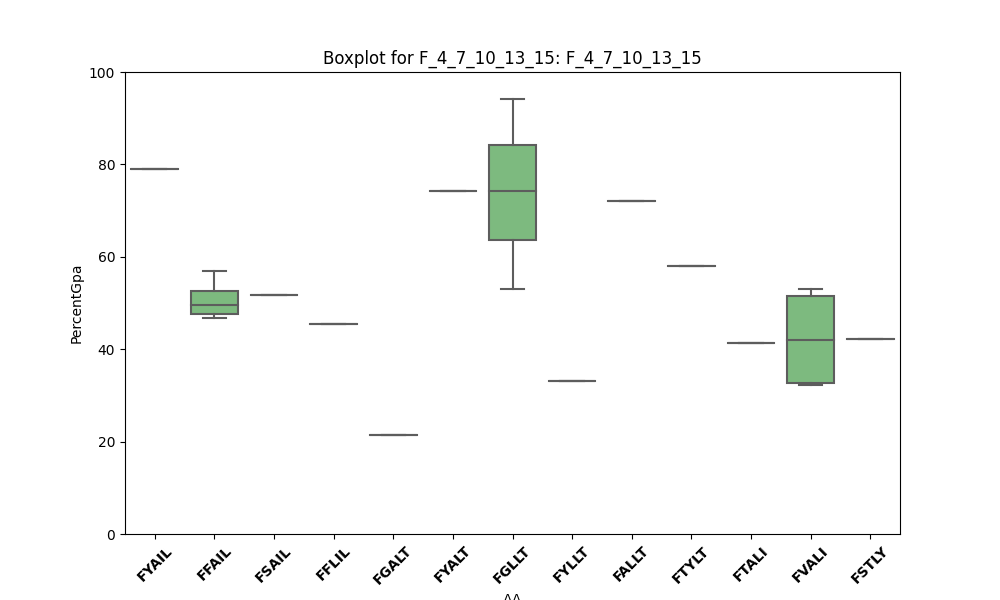 Boxplot for F_4_7_10_13_15: F_4_7_10_13_15
100
80
60
40
20
0
PercentGpa
FYAIL
FFAIL
FSAIL
FFLIL
FGALT
FYALT
FGLLT
FYLLT
FALLT
FTYLT
FTALI
FVALI
FSTLY
AA